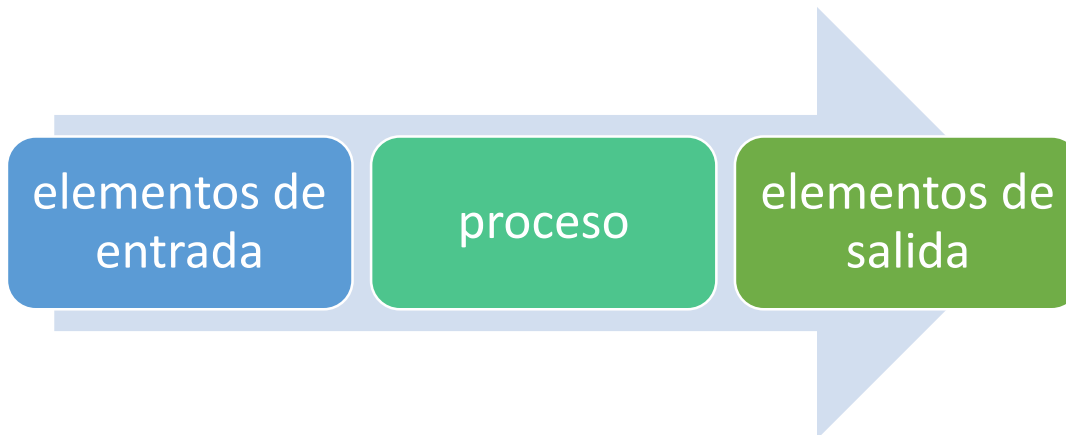 elementos de
entrada
proceso
elementos de
salida